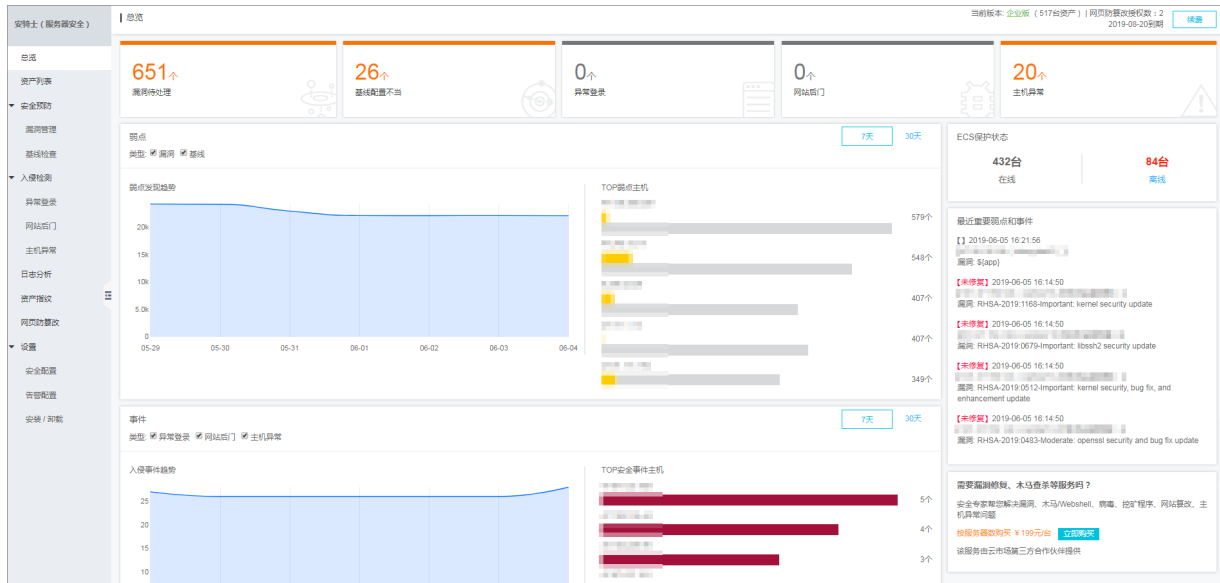 安骑士（服务器安全）
总览
资产列表
安全预防
漏洞管理
基线检查
入侵检测
异常登录
网站后门
主机异常
日志分析
资产指纹
网页防篡改
设置
安全配置
告警配置
安装 / 卸载
总览
当前版本: 企业版 （517台资产）| 网页防篡改授权数：2
2019-08-20到期
续费
651个
漏洞待处理
26个
基线配置不当
0个
异常登录
0个
网站后门
20个
主机异常
弱点
7天
30天
类型: 漏洞 基线
弱点发现趋势
20k
15k
10k
5.0k
0
05-29
05-30
05-31
06-01
06-02
06-03
06-04
TOP弱点主机
579个
548个
407个
407个
349个
事件
7天
30天
类型: 异常登录 网站后门 主机异常
入侵事件趋势
25
20
15
10
TOP安全事件主机
5个
4个
3个
ECS保护状态
432台
在线
84台
离线
最近重要弱点和事件
【】2019-06-05 16:21:56
漏洞: ${app}
【未修复】2019-06-05 16:14:50
漏洞: RHSA-2019:1168-Important: kernel security update
【未修复】2019-06-05 16:14:50
漏洞: RHSA-2019:0679-Important: libssh2 security update
【未修复】2019-06-05 16:14:50
漏洞: RHSA-2019:0512-Important: kernel security, bug fix, and
enhancement update
【未修复】2019-06-05 16:14:50
漏洞: RHSA-2019:0483-Moderate: openssl security and bug fix update
需要漏洞修复、木马查杀等服务吗？
安全专家帮您解决漏洞、木马/Webshell、病毒、挖矿程序、网站篡改、主
机异常问题
按服务器数购买 ￥199元/台 立即购买
该服务由云市场第三方合作伙伴提供